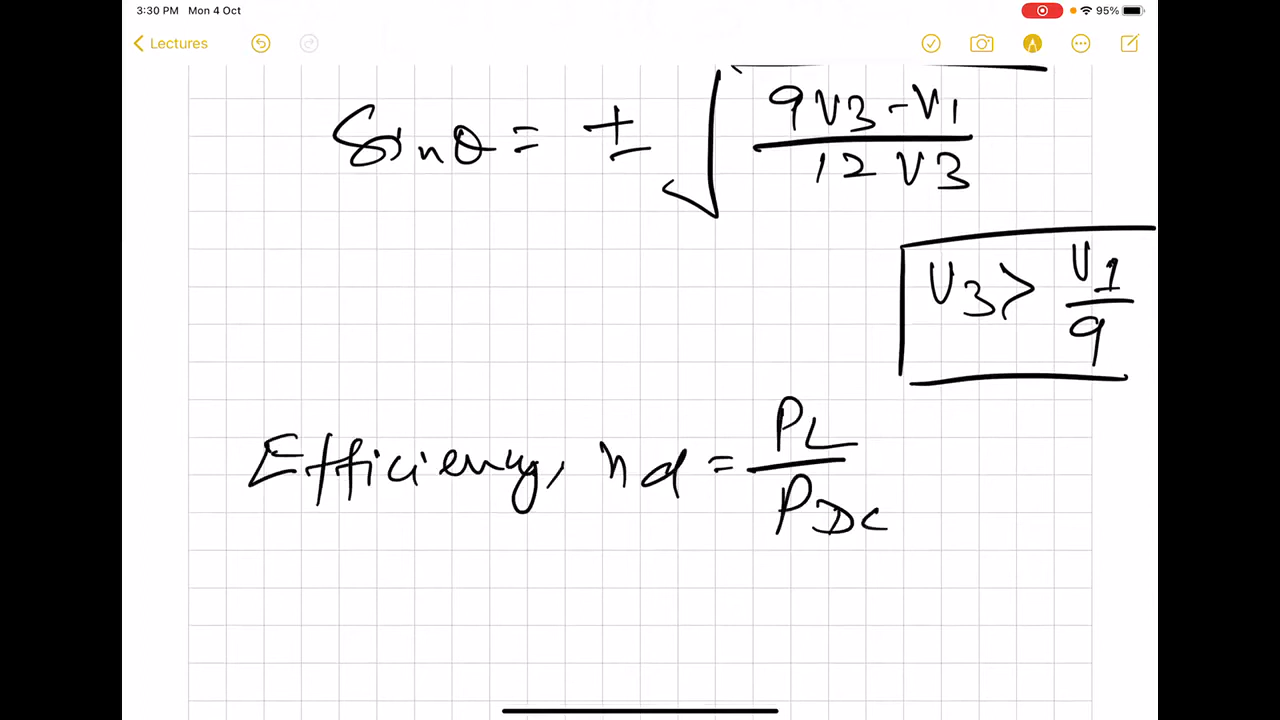 3:30 PM Mon 4 Oct 95%
Lectures
Sinθ = ± √ 9V3-V1 / 12V3
V3 > V1 / 9
Efficiency, ηd = PL / PDC